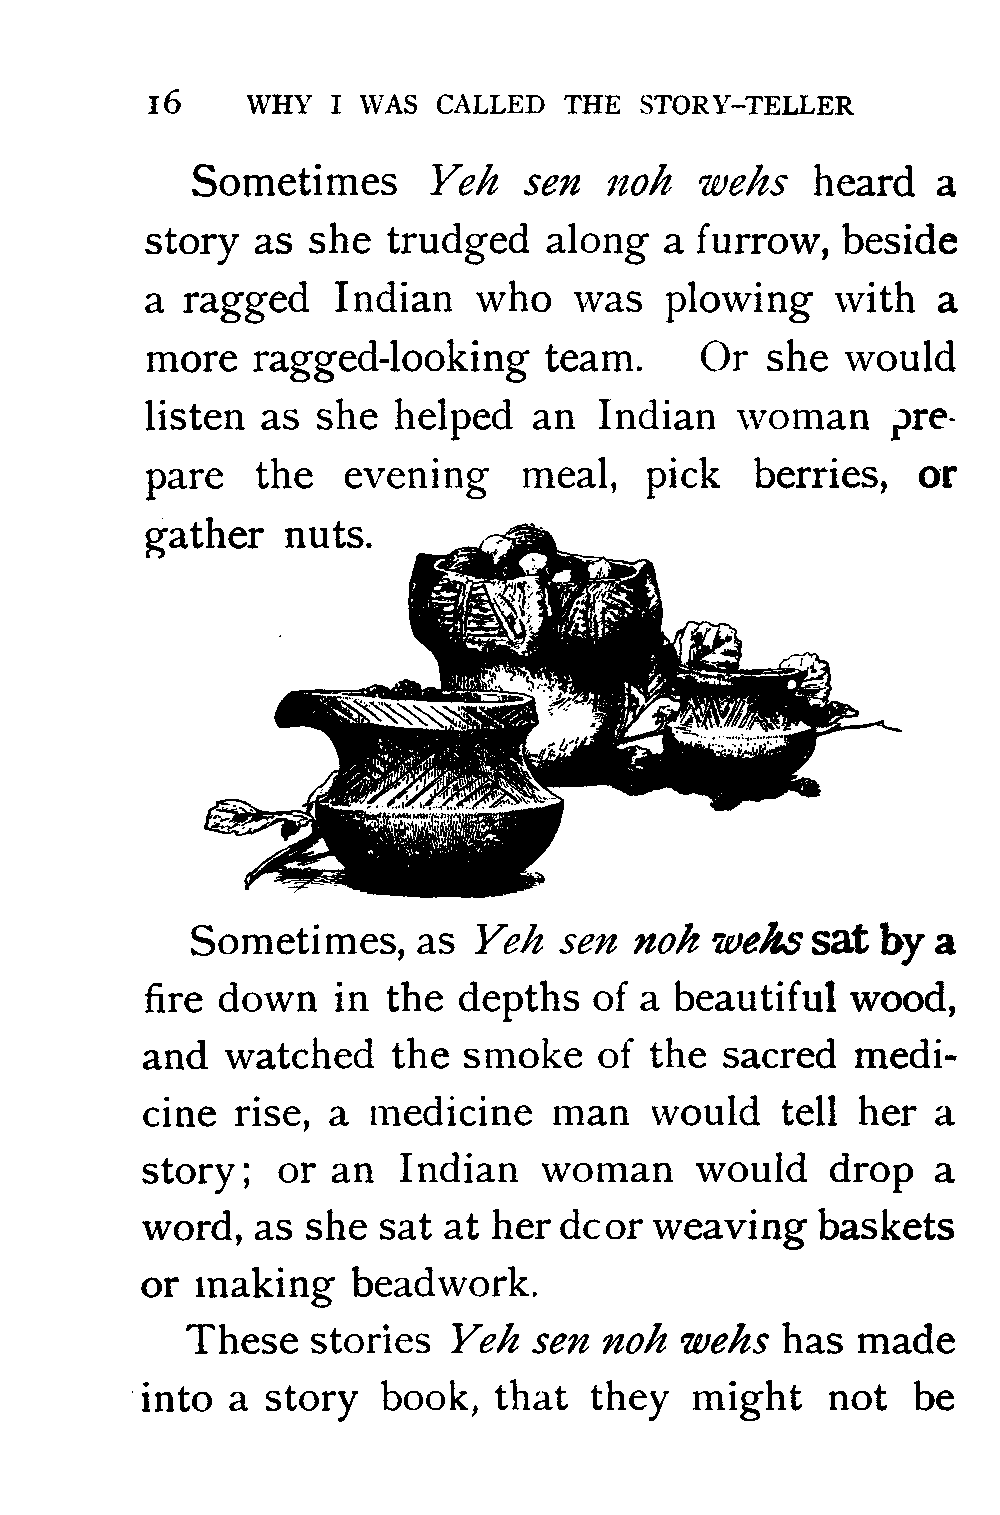 16 WHY I WAS CALLED THE STORY-TELLER
Sometimes Yeh sen noh wehs heard a
story as she trudged along a furrow, beside
a ragged Indian who was plowing with a
more ragged-looking team. Or she would
listen as she helped an Indian woman pre-
pare the evening meal, pick berries, or
gather nuts.
Sometimes, as Yeh sen noh wehs sat by a
fire down in the depths of a beautiful wood,
and watched the smoke of the sacred medi-
cine rise, a medicine man would tell her a
story; or an Indian woman would drop a
word, as she sat at her door weaving baskets
or making beadwork.
These stories Yeh sen noh wehs has made
into a story book, that they might not be